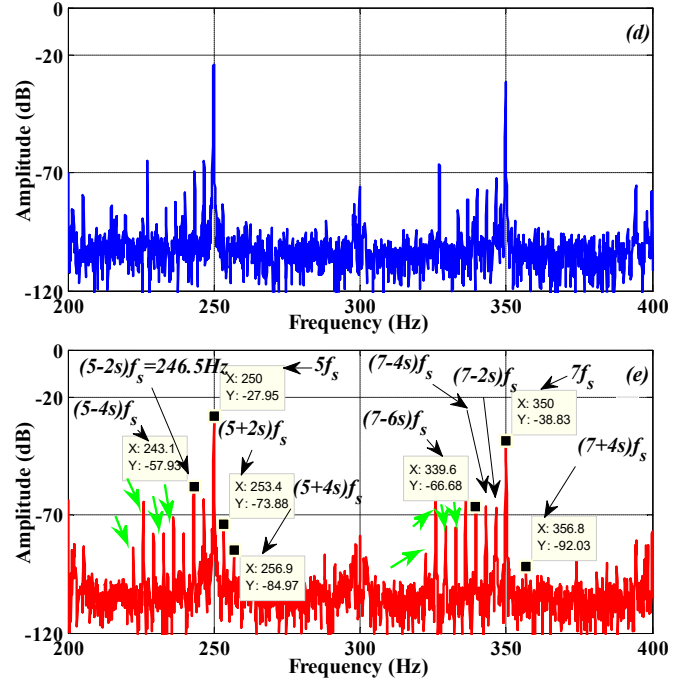 0
(d)
-20
-70
-120
Amplitude (dB)
200
250
300
350
400
Frequency (Hz)
0
(e)
-20
-70
-120
Amplitude (dB)
(5-2s)fs=246.5Hz
5fs
X: 250
Y: -27.95
(5-4s)fs
X: 243.1
Y: -57.93
(5+2s)fs
X: 253.4
Y: -73.88
(5+4s)fs
X: 256.9
Y: -84.97
(7-4s)fs
(7-2s)fs
7fs
X: 350
Y: -38.83
(7-6s)fs
X: 339.6
Y: -66.68
(7+4s)fs
X: 356.8
Y: -92.03
200
250
300
350
400
Frequency (Hz)